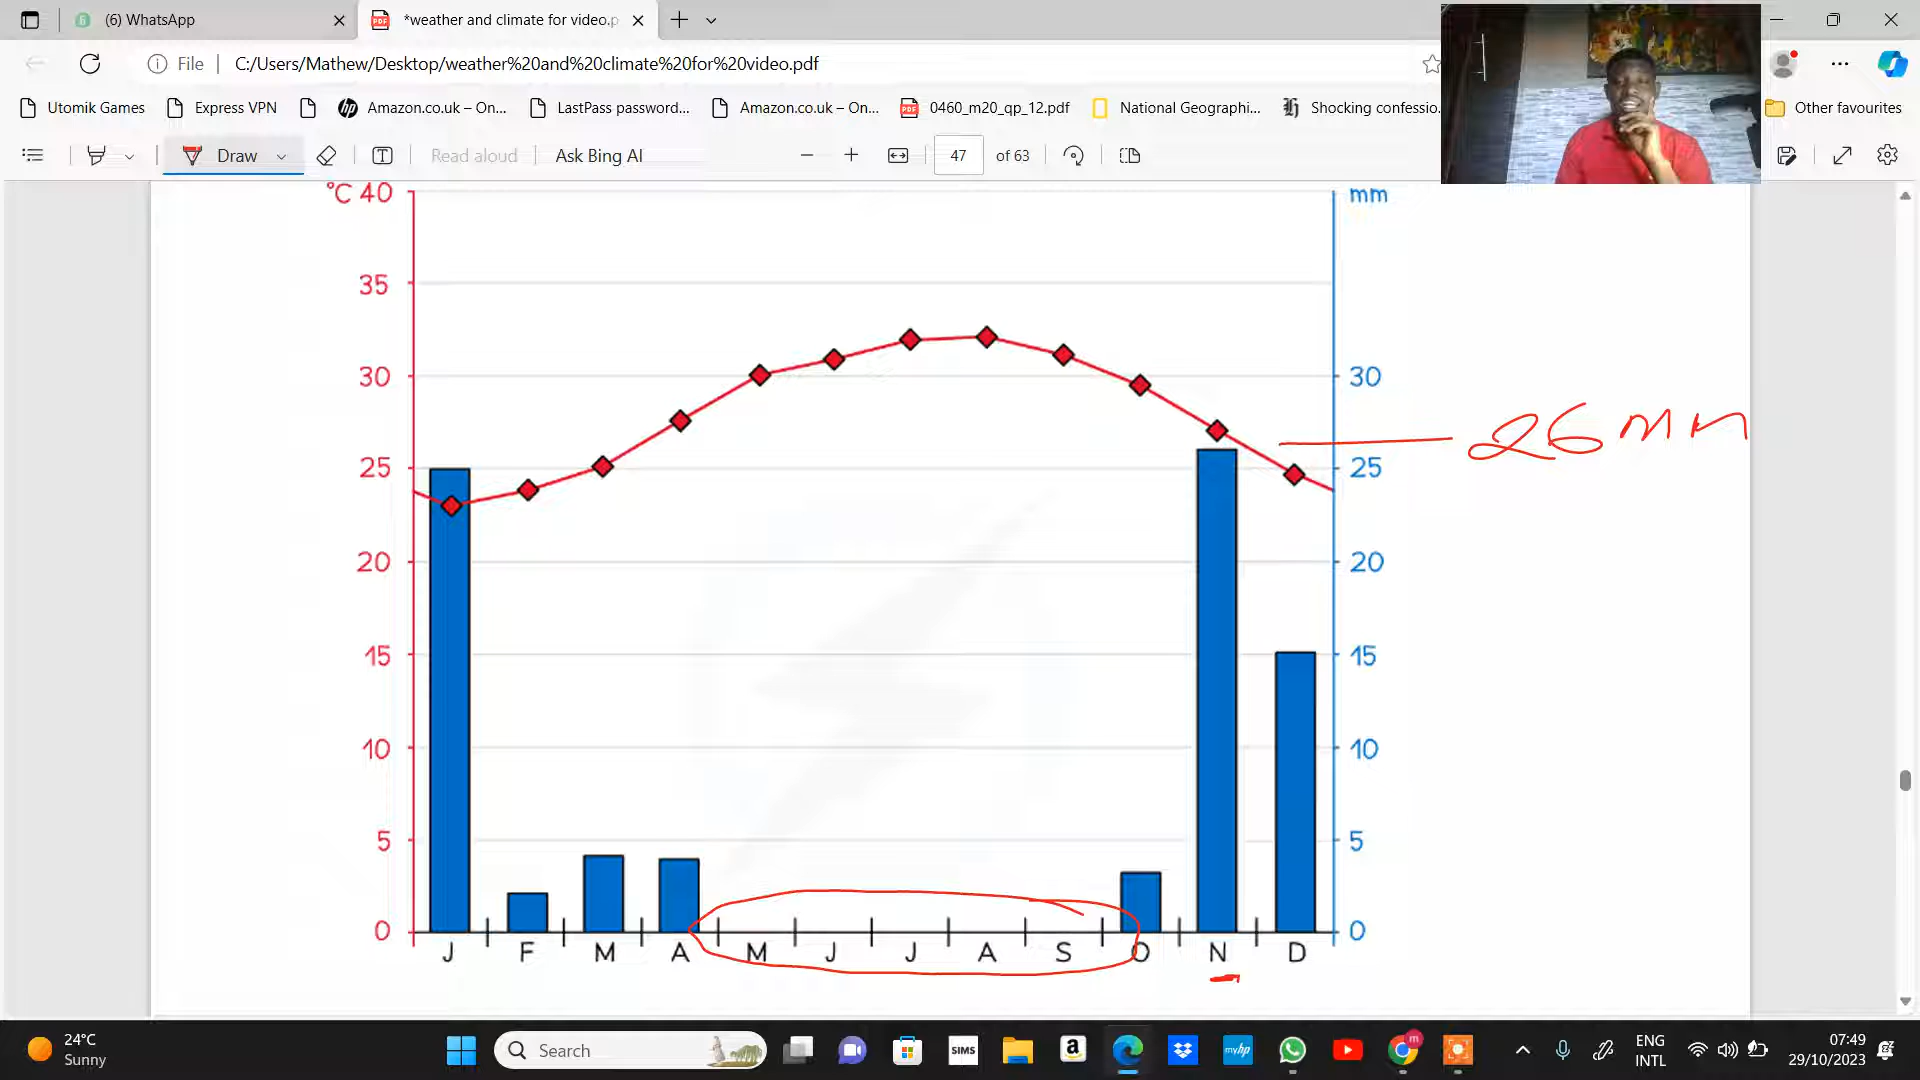 (6) WhatsApp
*weather and climate for video.p
File
C:/Users/Mathew/Desktop/weather%20and%20climate%20for%20video.pdf
Utomik Games
Express VPN
Amazon.co.uk – On...
LastPass password...
Amazon.co.uk – On...
0460_m20_qp_12.pdf
National Geographi...
Shocking confessio.
Other favourites
Draw
Read aloud
Ask Bing AI
47
of 63
°C 40
mm
35
30
30
26mm
25
25
20
20
15
15
10
10
5
5
0
0
J F M A M J J A S O N D
24°C
Sunny
Search
SIMS
a
myhp
m
ENG
INTL
07:49
29/10/2023